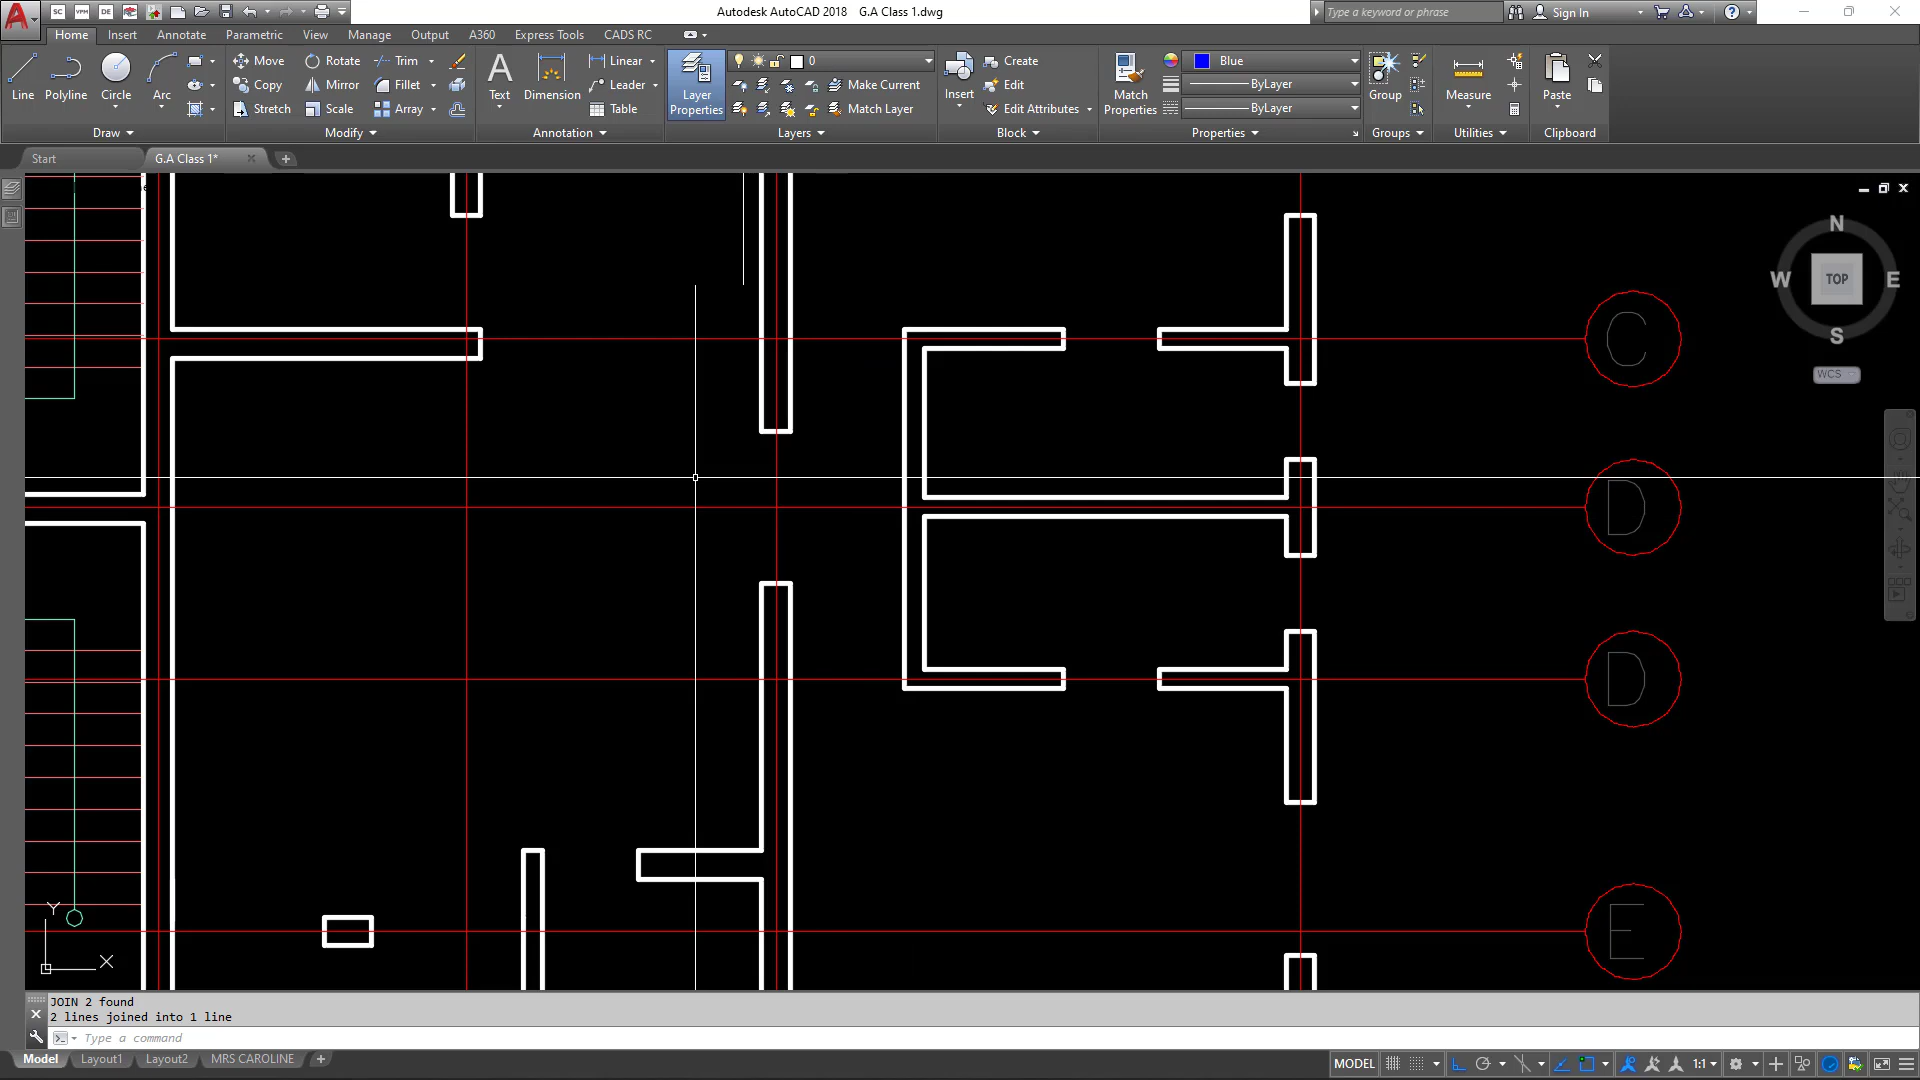 Autodesk AutoCAD 2018 G.A Class 1.dwg
Type a keyword or phrase
Sign In
Home Insert Annotate Parametric View Manage Output A360 Express Tools CADS RC
Line Polyline Circle Arc
Move Rotate Trim
Copy Mirror Fillet
Stretch Scale Array
Text Dimension
Linear
Leader
Table
Layer Properties
0
Make Current
Match Layer
Insert
Create
Edit
Edit Attributes
Match Properties
Blue
ByLayer
ByLayer
Group
Measure
Paste
Draw Modify Annotation Layers Block Properties Groups Utilities Clipboard
Start G.A Class 1*
N
W TOP E
S
WCS
C
D
D
E
Y
X
JOIN 2 found
2 lines joined into 1 line
Type a command
Model Layout1 Layout2 MRS CAROLINE
MODEL 1:1